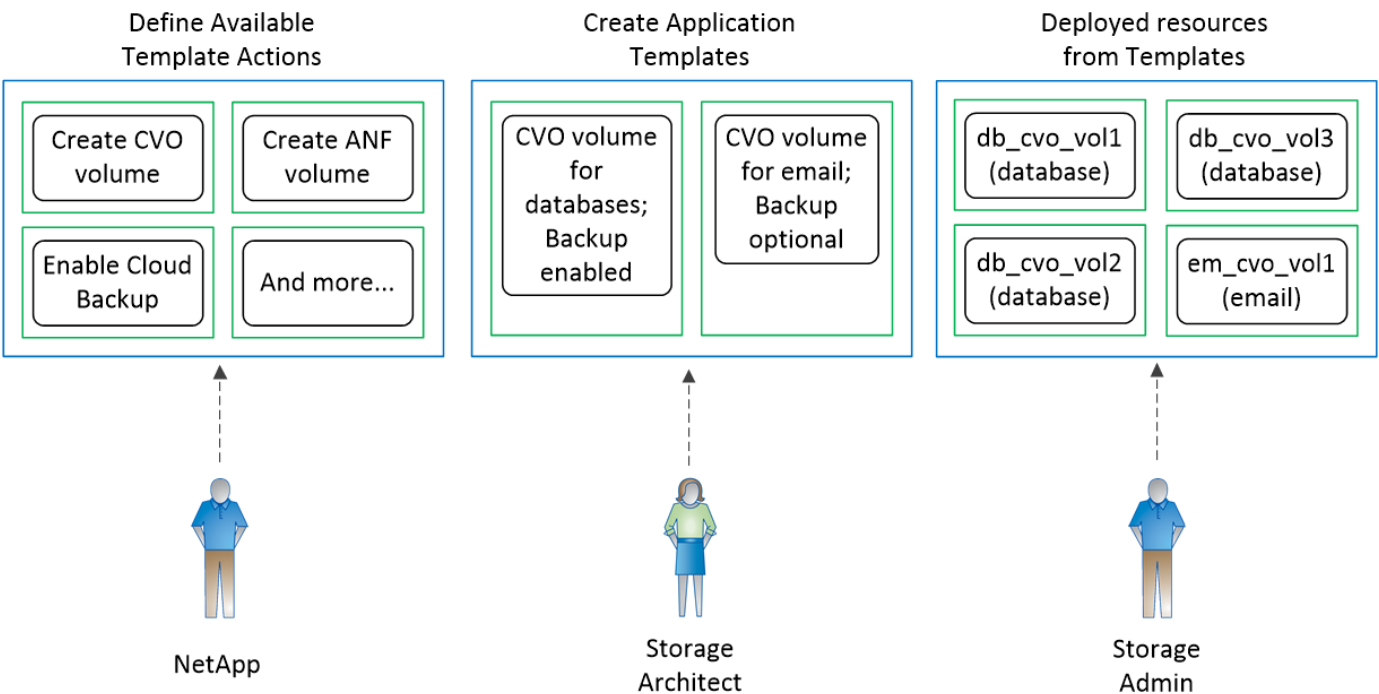 Define Available
Template Actions
Create CVO
volume
Create ANF
volume
Enable Cloud
Backup
And more...
NetApp
Create Application
Templates
CVO volume
for
databases;
Backup
enabled
CVO volume
for email;
Backup
optional
Storage
Architect
Deployed resources
from Templates
db_cvo_vol1
(database)
db_cvo_vol3
(database)
db_cvo_vol2
(database)
em_cvo_vol1
(email)
Storage
Admin